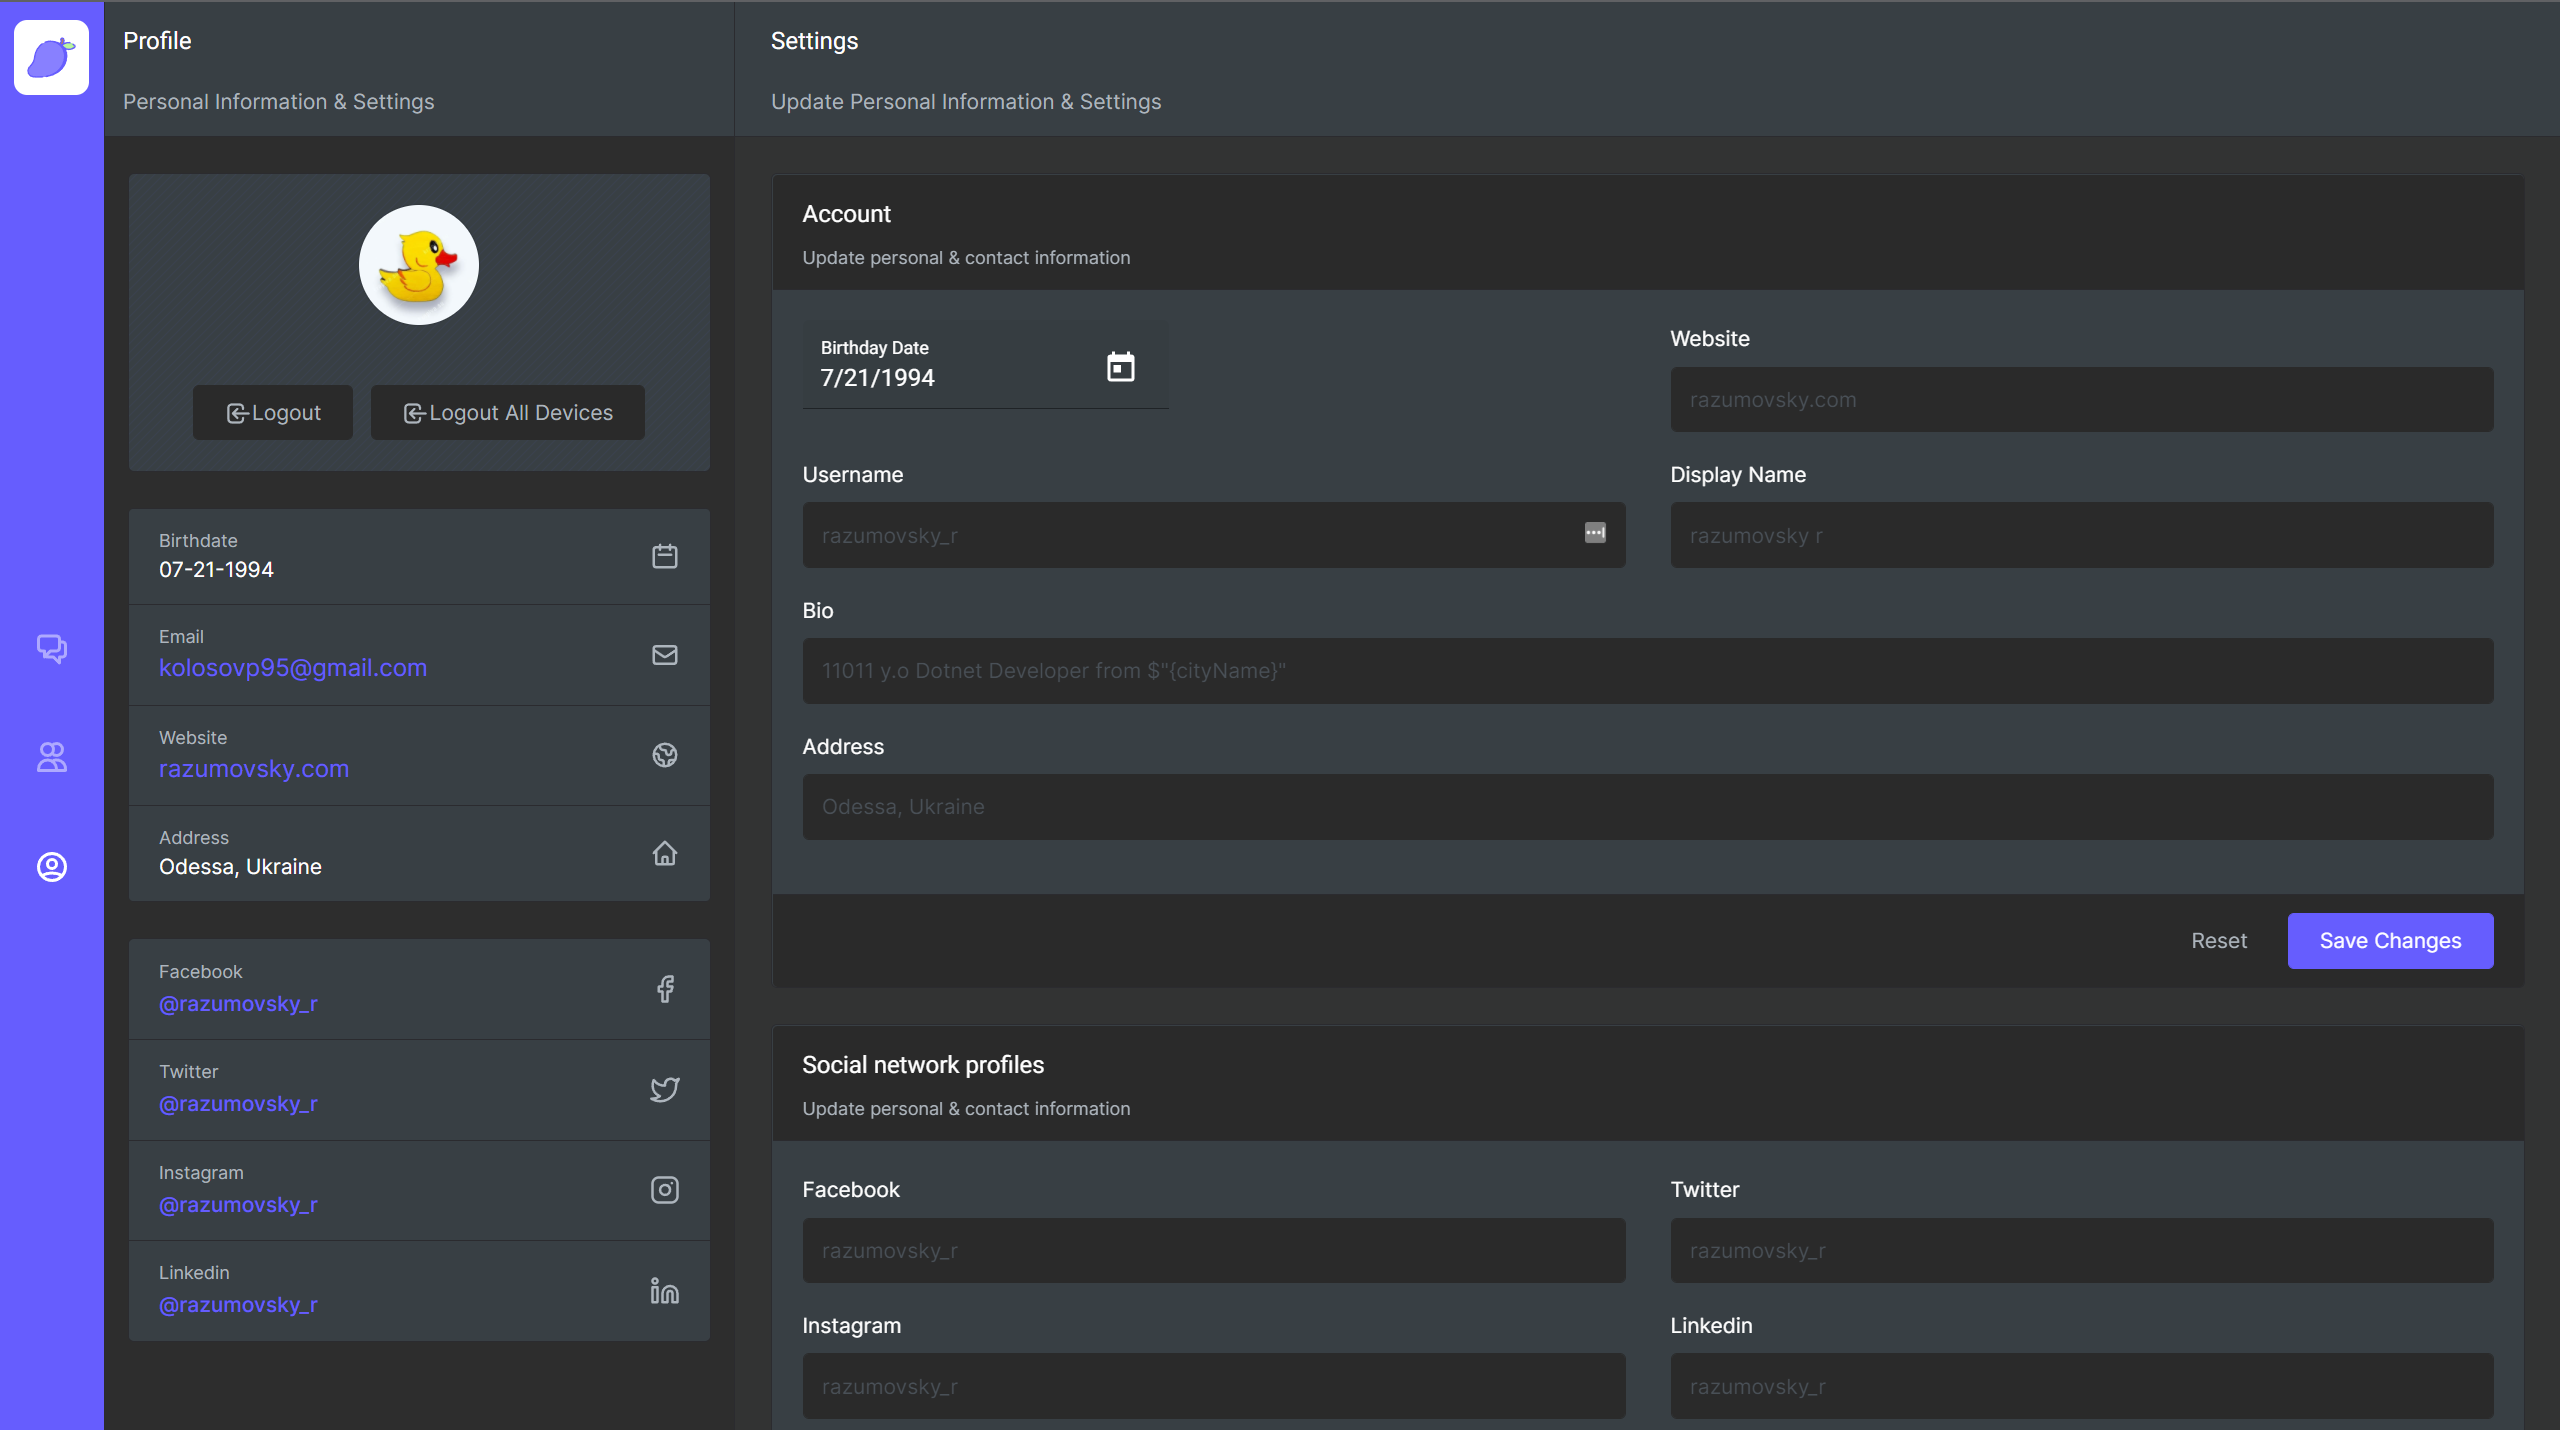 Profile
Personal Information & Settings
Logout
Logout All Devices
Birthdate
07-21-1994
Email
kolosovp95@gmail.com
Website
razumovsky.com
Address
Odessa, Ukraine
Facebook
@razumovsky_r
Twitter
@razumovsky_r
Instagram
@razumovsky_r
Linkedin
@razumovsky_r
Settings
Update Personal Information & Settings
Account
Update personal & contact information
Birthday Date
7/21/1994
Website
razumovsky.com
Username
razumovsky_r
Display Name
razumovsky r
Bio
11011 y.o Dotnet Developer from $"{cityName}"
Address
Odessa, Ukraine
Reset
Save Changes
Social network profiles
Update personal & contact information
Facebook
razumovsky_r
Twitter
razumovsky_r
Instagram
razumovsky_r
Linkedin
razumovsky_r